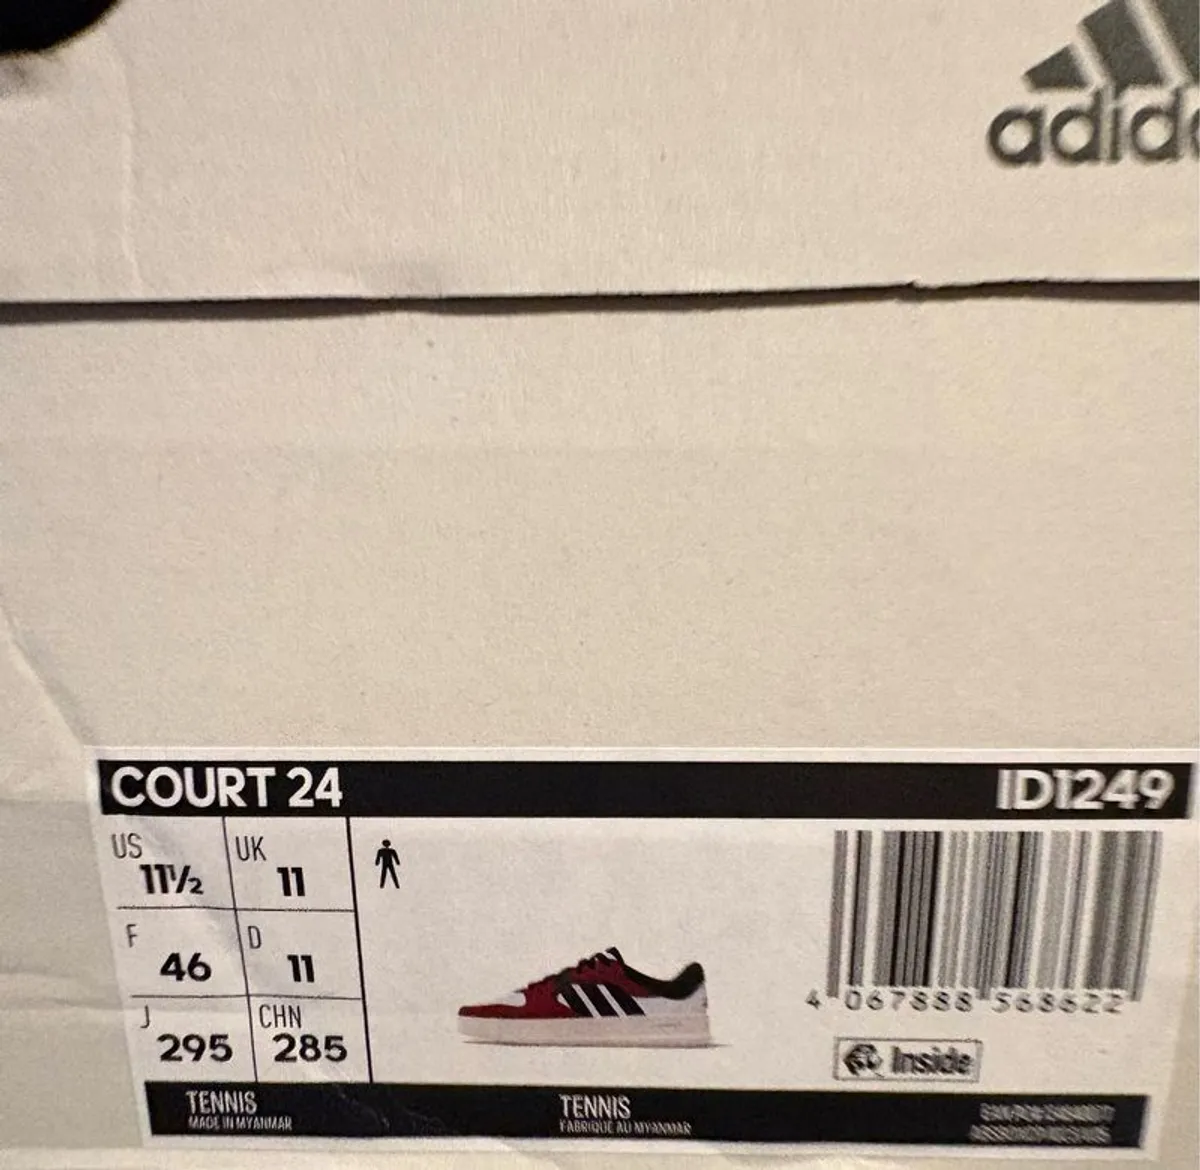 adid
COURT 24
ID1249
US 11½
UK 11
F 46
D 11
J 295
CHN 285
4 067888 568622
Inside
TENNIS
MADE IN MYANMAR
TENNIS
FABRIQUE AU MYANMAR